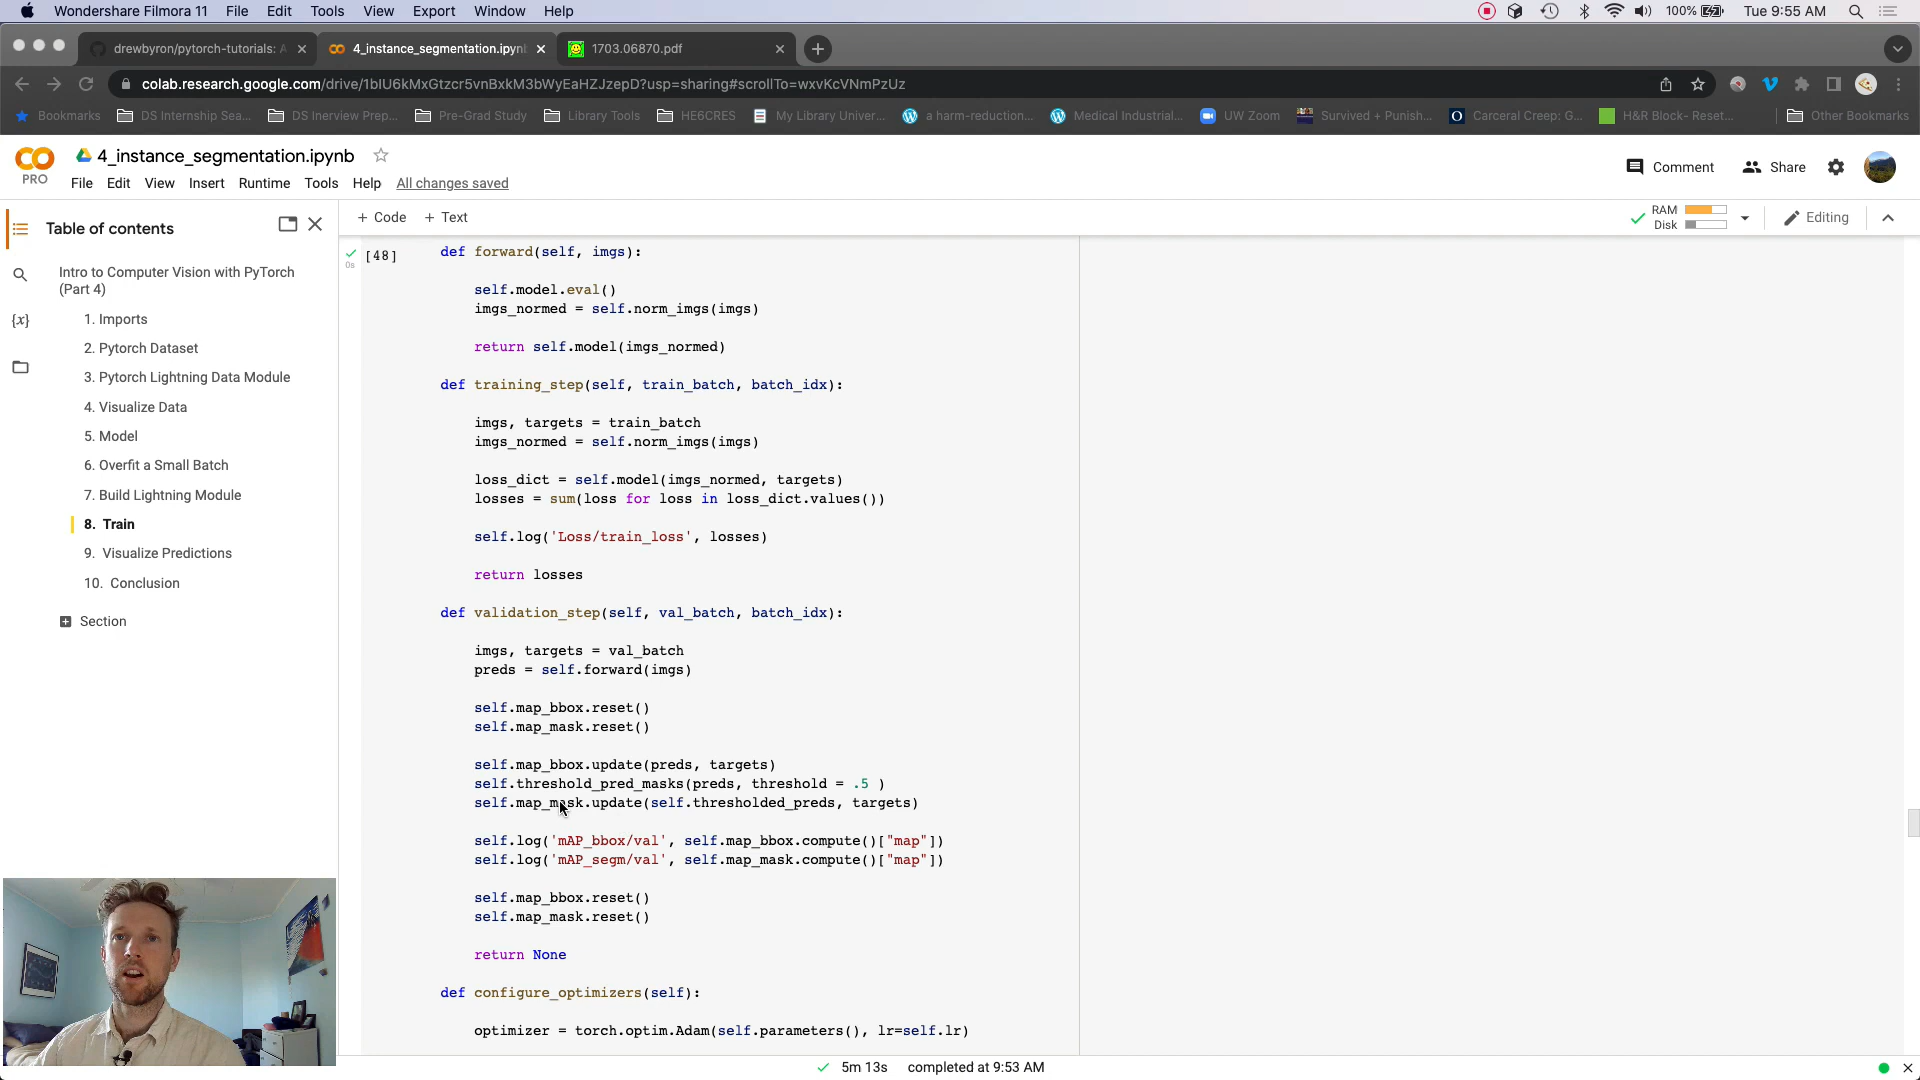 Wondershare Filmora 11 File Edit Tools View Export Window Help 100% Tue 9:55 AM
drewbyron/pytorch-tutorials: A 4_instance_segmentation.ipyn 1703.06870.pdf
colab.research.google.com/drive/1bIU6kMxGtzcr5vnBxkM3bWyEaHZJzepD?usp=sharing#scrollTo=wxvKcVNmPzUz
Bookmarks DS Internship Sea... DS Inerview Prep... Pre-Grad Study Library Tools HE6CRES My Library Univer... a harm-reduction... Medical Industrial... UW Zoom Survived + Punish... Carceral Creep: G... H&R Block- Reset... Other Bookmarks
4_instance_segmentation.ipynb
PRO
Comment Share
File Edit View Insert Runtime Tools Help All changes saved
+ Code + Text
RAM
Disk
Editing
Table of contents
Intro to Computer Vision with PyTorch
(Part 4)
1. Imports
2. Pytorch Dataset
3. Pytorch Lightning Data Module
4. Visualize Data
5. Model
6. Overfit a Small Batch
7. Build Lightning Module
8. Train
9. Visualize Predictions
10. Conclusion
Section
{x}
0s
[48]
def forward(self, imgs):
self.model.eval()
imgs_normed = self.norm_imgs(imgs)
return self.model(imgs_normed)
def training_step(self, train_batch, batch_idx):
imgs, targets = train_batch
imgs_normed = self.norm_imgs(imgs)
loss_dict = self.model(imgs_normed, targets)
losses = sum(loss for loss in loss_dict.values())
self.log('Loss/train_loss', losses)
return losses
def validation_step(self, val_batch, batch_idx):
imgs, targets = val_batch
preds = self.forward(imgs)
self.map_bbox.reset()
self.map_mask.reset()
self.map_bbox.update(preds, targets)
self.threshold_pred_masks(preds, threshold = .5 )
self.map_mask.update(self.thresholded_preds, targets)
self.log('mAP_bbox/val', self.map_bbox.compute()["map"])
self.log('mAP_segm/val', self.map_mask.compute()["map"])
self.map_bbox.reset()
self.map_mask.reset()
return None
def configure_optimizers(self):
optimizer = torch.optim.Adam(self.parameters(), lr=self.lr)
5m 13s completed at 9:53 AM